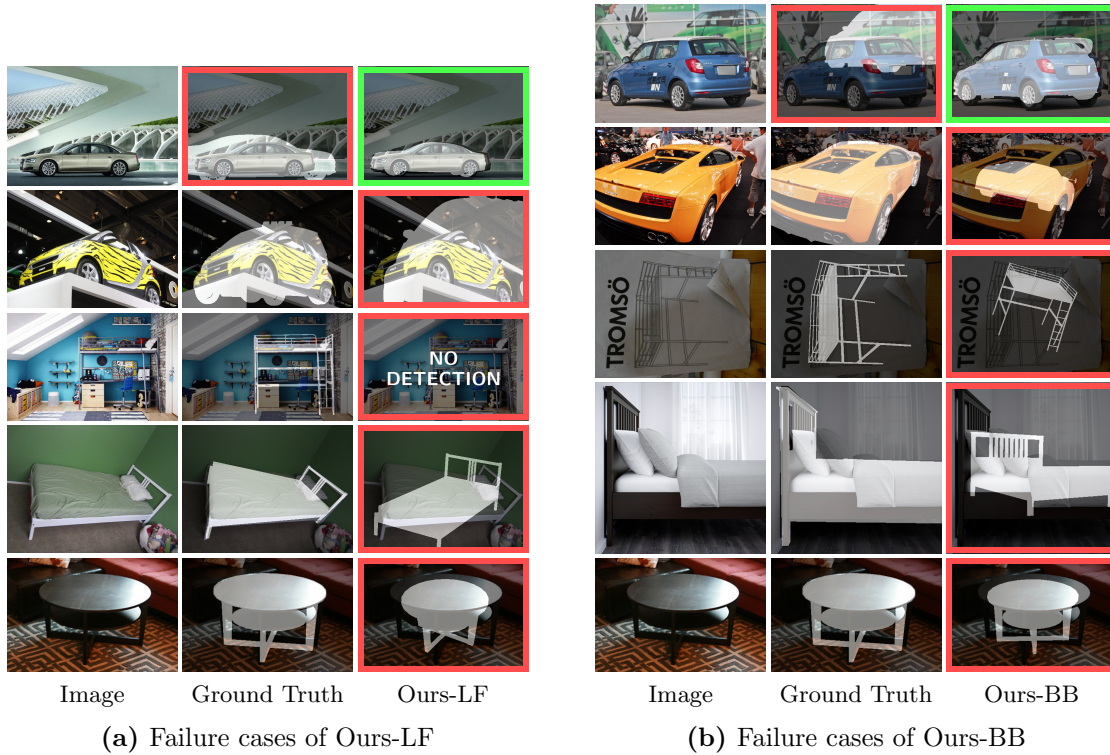 NO
DETECTION
Image Ground Truth Ours-LF
(a) Failure cases of Ours-LF
TROMSÖ TROMSÖ TROMSÖ
Image Ground Truth Ours-BB
(b) Failure cases of Ours-BB